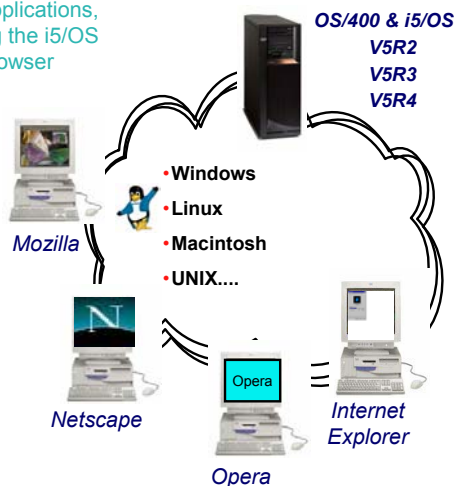 pplications,
g the i5/OS
owser
OS/400 & i5/OS
V5R2
V5R3
V5R4
•Windows
•Linux
•Macintosh
•UNIX....
Mozilla
N
Netscape
Opera
Opera
Internet
Explorer